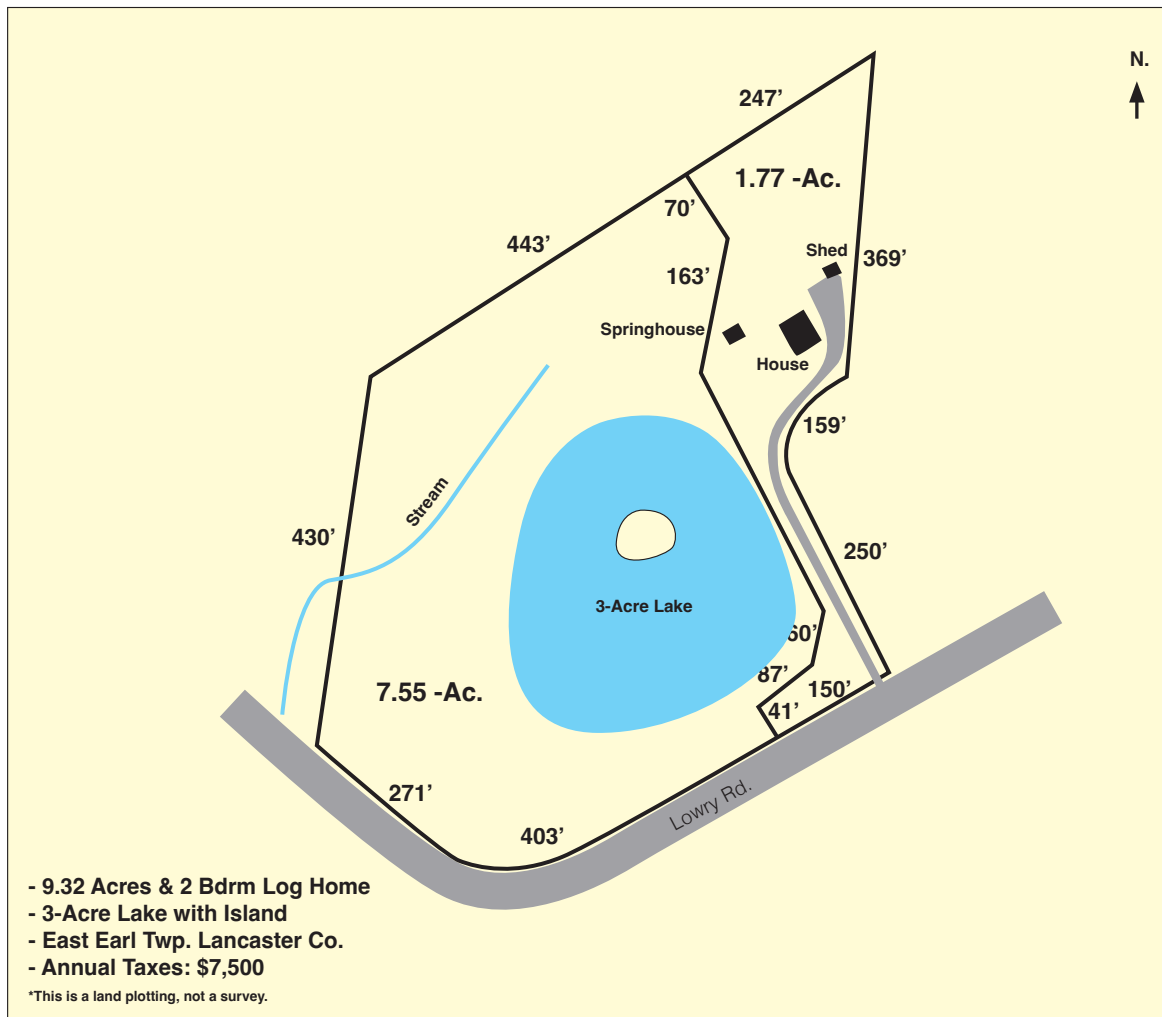 N.
247’
1.77 -Ac.
70’
443’
Shed
369’
163’
Springhouse
House
159’
Stream
430’
250’
3-Acre Lake
60’
87’
7.55 -Ac.
150’
41’
271’
Lowry Rd.
403’
- 9.32 Acres & 2 Bdrm Log Home
- 3-Acre Lake with Island
- East Earl Twp. Lancaster Co.
- Annual Taxes: $7,500
*This is a land plotting, not a survey.